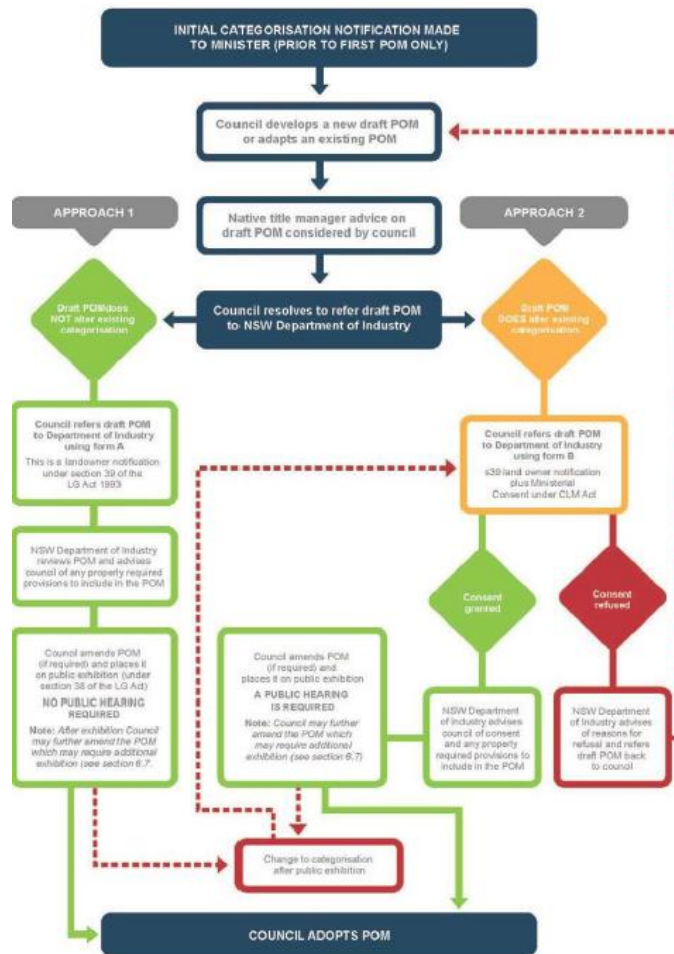 INITIAL CATEGORISATION NOTIFICATION MADE
TO MINISTER (PRIOR TO FIRST POM ONLY)
Council develops a new draft POM
or adapts an existing POM
APPROACH 1
Native title manager advice on
draft POM considered by council
APPROACH 2
Draft POM does
NOT alter existing
categorisation
Council resolves to refer draft POM
to NSW Department of Industry
Draft POM
DOES alter existing
categorisation
Council refers draft POM
to Department of Industry
using form A
This is a landowner notification
under section 39 of the
LG Act 1993
Council refers draft POM
to Department of Industry
using form B
s39 land owner notification
plus Ministerial
Consent under CLM Act
NSW Department of Industry
reviews POM and advises
council of any properly required
provisions to include in the POM
Consent
granted
Consent
refused
Council amends POM
(if required) and places it
on public exhibition (under
section 38 of the LG Act)
NO PUBLIC HEARING
REQUIRED
Note: After exhibition Council
may further amend the POM
which may require additional
exhibition (see section 6.7.
Council amends POM
(if required) and
places it on public exhibition
A PUBLIC HEARING
IS REQUIRED
Note: Council may further
amend the POM which
may require additional
exhibition (see section 6.7)
NSW Department
of Industry advises
council of consent
and any properly
required provisions to
include in the POM
NSW Department
of Industry advises
of reasons for
refusal and refers
draft POM back
to council
Change to categorisation
after public exhibition
COUNCIL ADOPTS POM